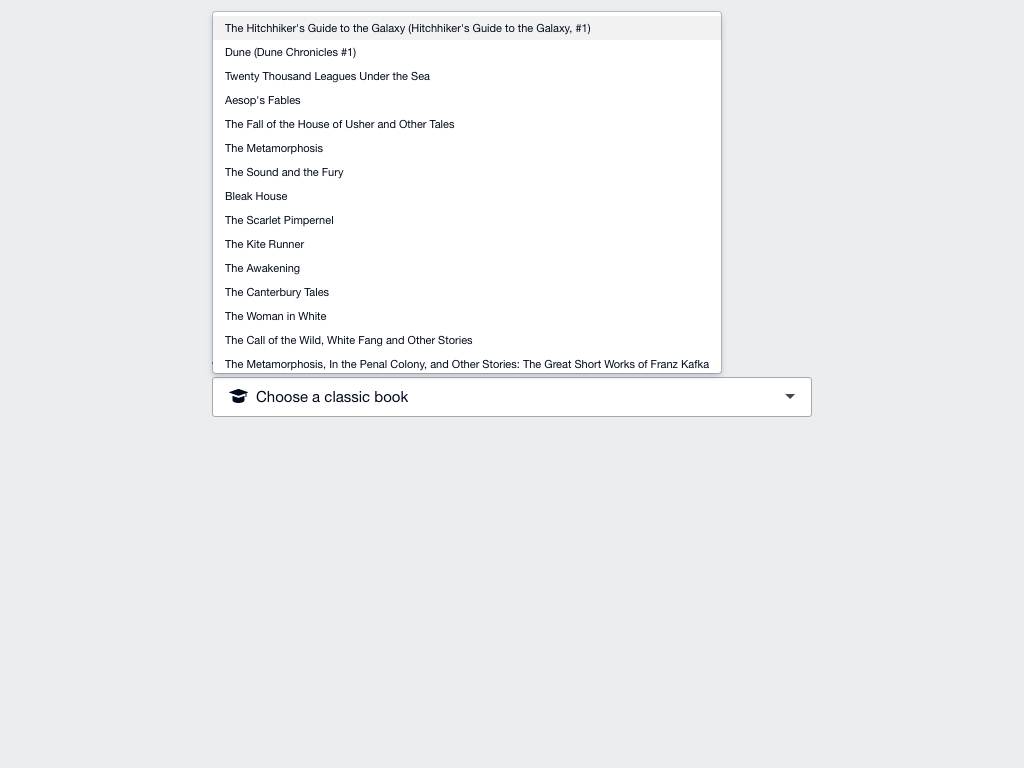 The Hitchhiker's Guide to the Galaxy (Hitchhiker's Guide to the Galaxy, #1)
Dune (Dune Chronicles #1)
Twenty Thousand Leagues Under the Sea
Aesop's Fables
The Fall of the House of Usher and Other Tales
The Metamorphosis
The Sound and the Fury
Bleak House
The Scarlet Pimpernel
The Kite Runner
The Awakening
The Canterbury Tales
The Woman in White
The Call of the Wild, White Fang and Other Stories
The Metamorphosis, In the Penal Colony, and Other Stories: The Great Short Works of Franz Kafka
Choose a classic book